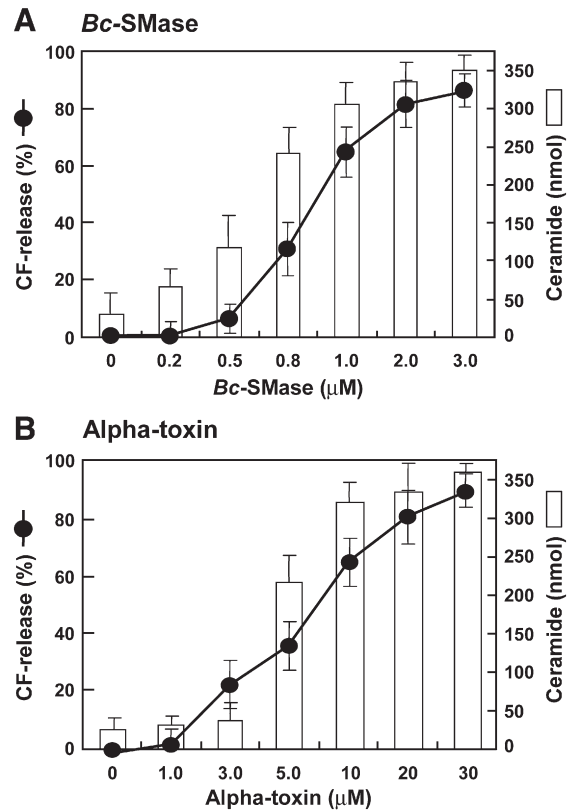 A Bc-SMase
100
80
60
40
20
0
CF-release (%)
350
300
250
200
150
100
50
0
Ceramide (nmol)
0 0.2 0.5 0.8 1.0 2.0 3.0
Bc-SMase (μM)
B Alpha-toxin
100
80
60
40
20
0
CF-release (%)
350
300
250
200
150
100
50
0
Ceramide (nmol)
0 1.0 3.0 5.0 10 20 30
Alpha-toxin (μM)